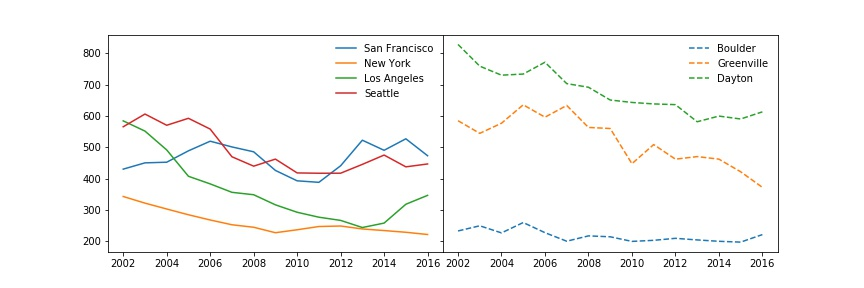 San Francisco
New York
Los Angeles
Seattle
Boulder
Greenville
Dayton
800
700
600
500
400
300
200
2002 2004 2006 2008 2010 2012 2014 2016
2002 2004 2006 2008 2010 2012 2014 2016